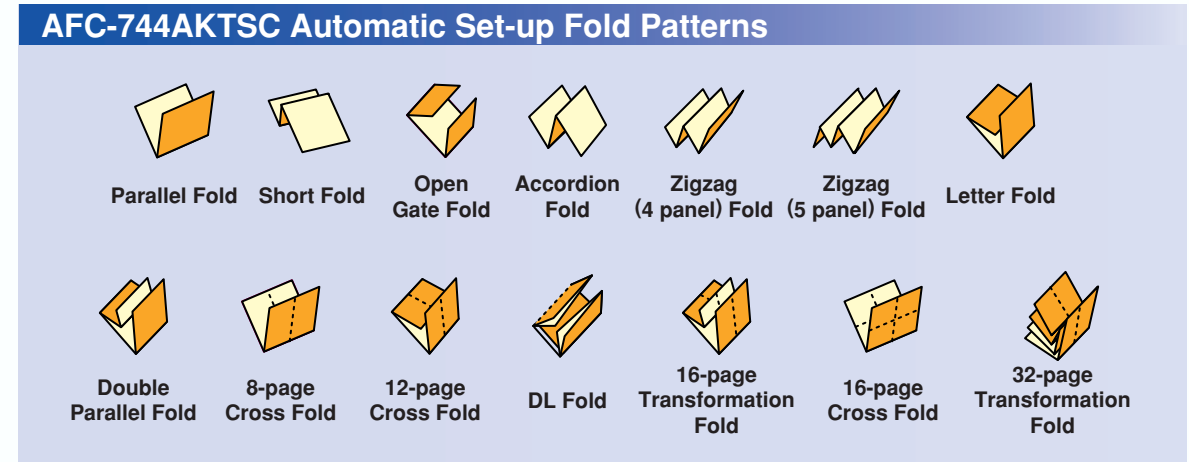 AFC-744AKTSC Automatic Set-up Fold Patterns
Parallel Fold
Short Fold
Open
Gate Fold
Accordion
Fold
Zigzag
(4 panel) Fold
Zigzag
(5 panel) Fold
Letter Fold
Double
Parallel Fold
8-page
Cross Fold
12-page
Cross Fold
DL Fold
16-page
Transformation
Fold
16-page
Cross Fold
32-page
Transformation
Fold